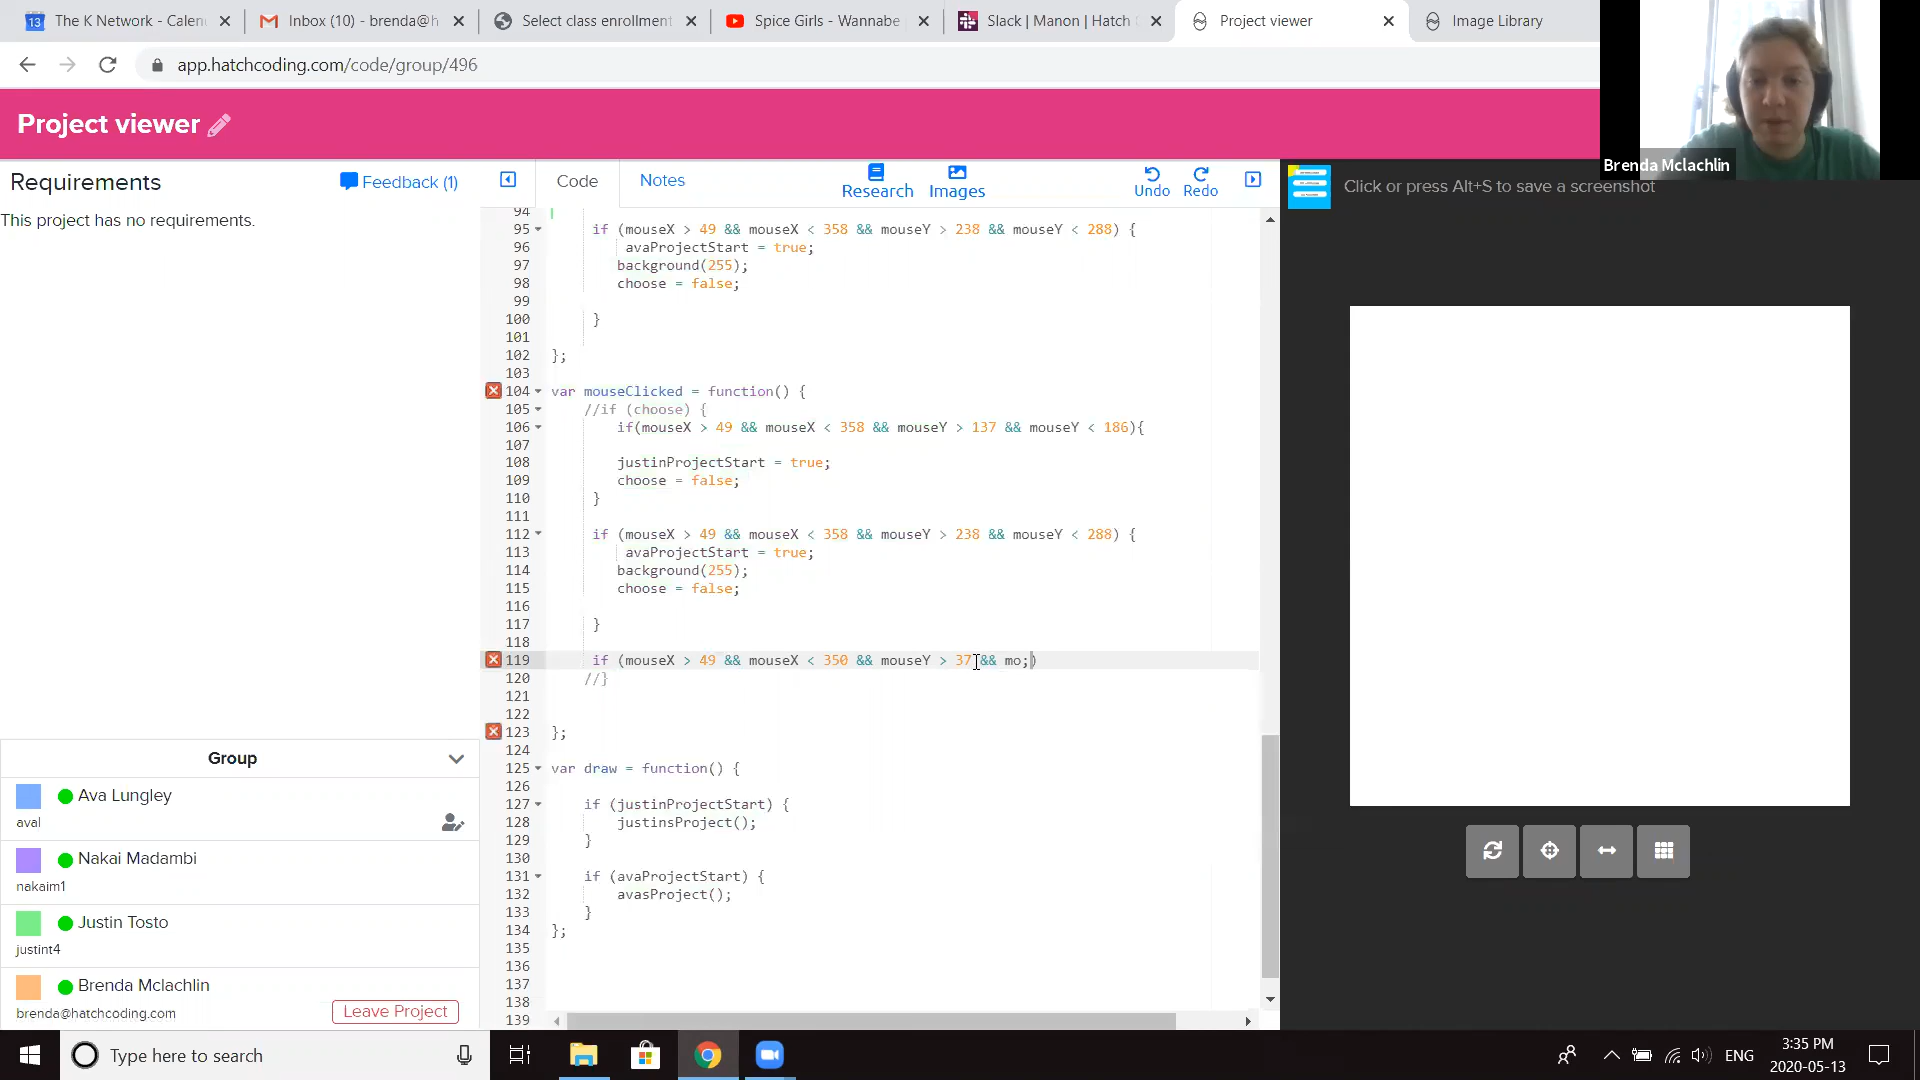 The K Network - Calen
Inbox (10) - brenda@h
Select class enrollment
Spice Girls - Wannabe
Slack | Manon | Hatch
Project viewer
Image Library
app.hatchcoding.com/code/group/496
Project viewer
Brenda Mclachlin
Requirements
Feedback (1)
Code
Notes
Research
Images
Undo
Redo
Click or press Alt+S to save a screenshot
This project has no requirements.
94
95 if (mouseX > 49 && mouseX < 358 && mouseY > 238 && mouseY < 288) {
96 avaProjectStart = true;
97 background(255);
98 choose = false;
99
100 }
101
102 };
103
104 var mouseClicked = function() {
105 //if (choose) {
106 if(mouseX > 49 && mouseX < 358 && mouseY > 137 && mouseY < 186){
107
108 justinProjectStart = true;
109 choose = false;
110 }
111
112 if (mouseX > 49 && mouseX < 358 && mouseY > 238 && mouseY < 288) {
113 avaProjectStart = true;
114 background(255);
115 choose = false;
116
117 }
118
119 if (mouseX > 49 && mouseX < 350 && mouseY > 37 && mo;)
120 //}
121
122
123 };
124
125 var draw = function() {
126
127 if (justinProjectStart) {
128 justinsProject();
129 }
130
131 if (avaProjectStart) {
132 avasProject();
133 }
134 };
135
136
137
138
139
Group
Ava Lungley
aval
Nakai Madambi
nakaim1
Justin Tosto
justint4
Brenda Mclachlin
brenda@hatchcoding.com
Leave Project
Type here to search
ENG
3:35 PM
2020-05-13